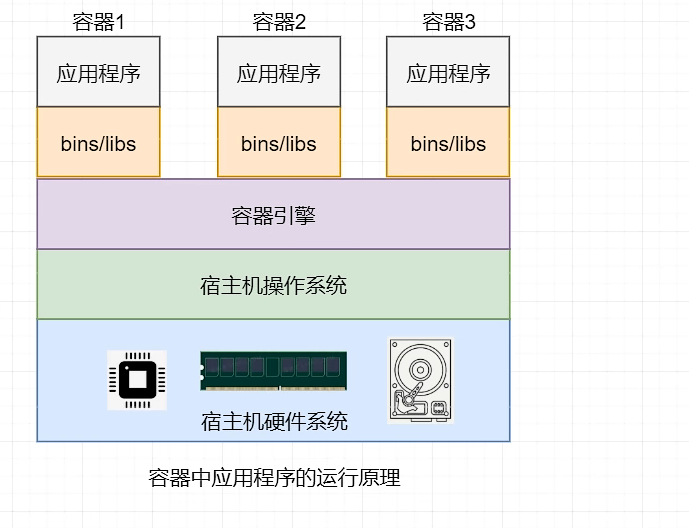 容器1 容器2 容器3
应用程序 应用程序 应用程序
bins/libs bins/libs bins/libs
容器引擎
宿主机操作系统
宿主机硬件系统
容器中应用程序的运行原理